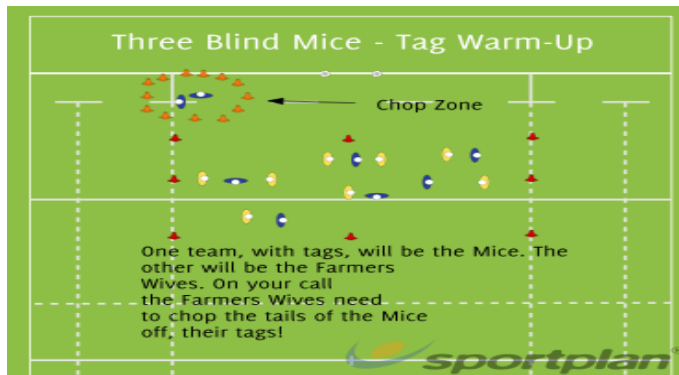 Three Blind Mice - Tag Warm-Up
Chop Zone
One team, with tags, will be the Mice. The
other will be the Farmers
Wives. On your call
the Farmers Wives need
to chop the tails of the Mice
off, their tags!
sportplan